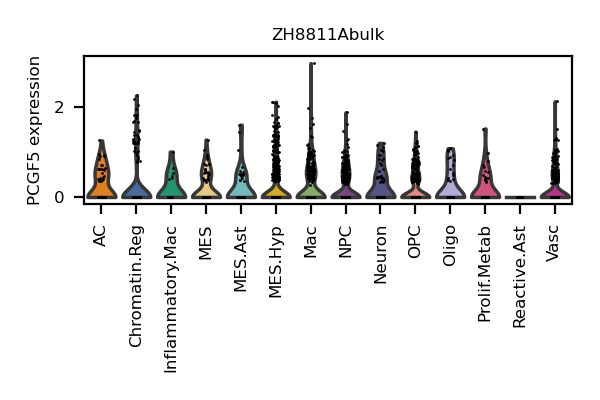 ZH8811Abulk
PCGF5 expression
2
0
AC
Chromatin.Reg
Inflammatory.Mac
MES
MES.Ast
MES.Hyp
Mac
NPC
Neuron
OPC
Oligo
Prolif.Metab
Reactive.Ast
Vasc